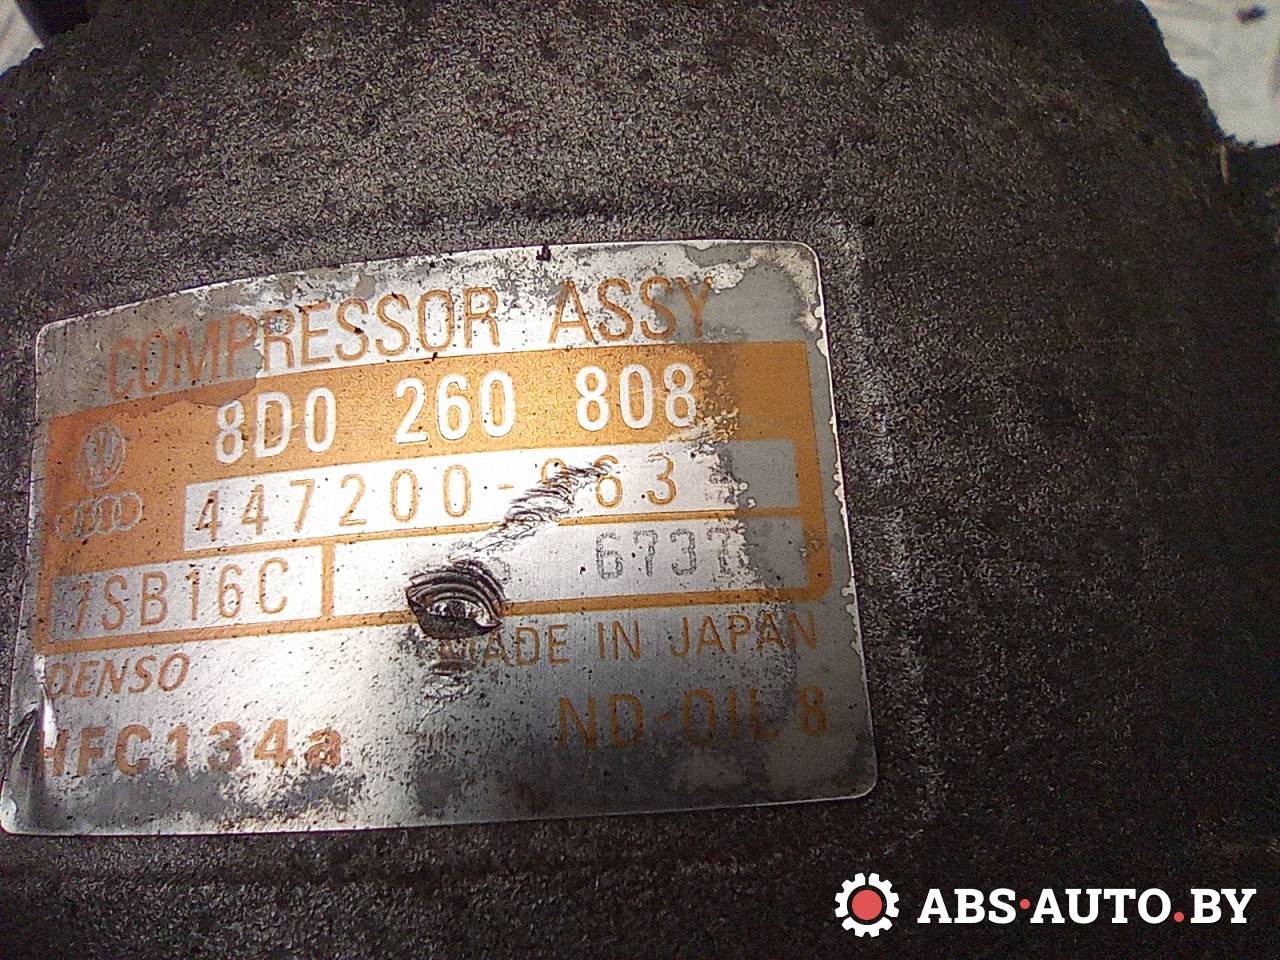 COMPRESSOR ASSY
8D0 260 808
7SB16C
DENSO
MADE IN JAPAN
HFC134a
ND-OIL 8
ABS·AUTO.BY